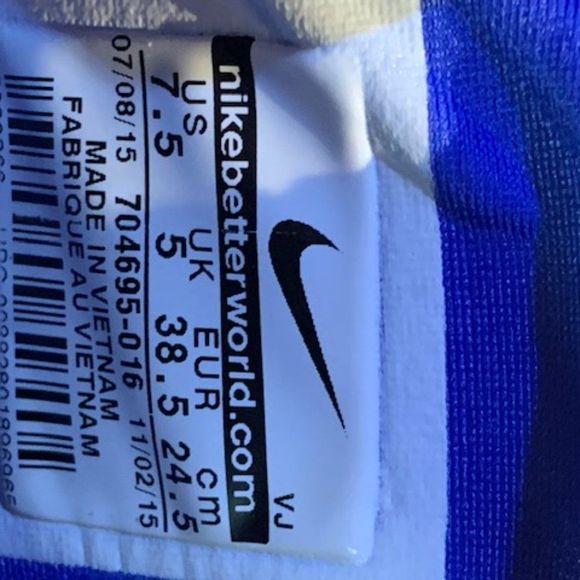 VJ
nikebetterworld.com
US UK EUR cm
7.5 5 38.5 24.5
07/08/15 704695-016 11/02/15
MADE IN VIETNAM
FABRIQUE AU VIETNAM